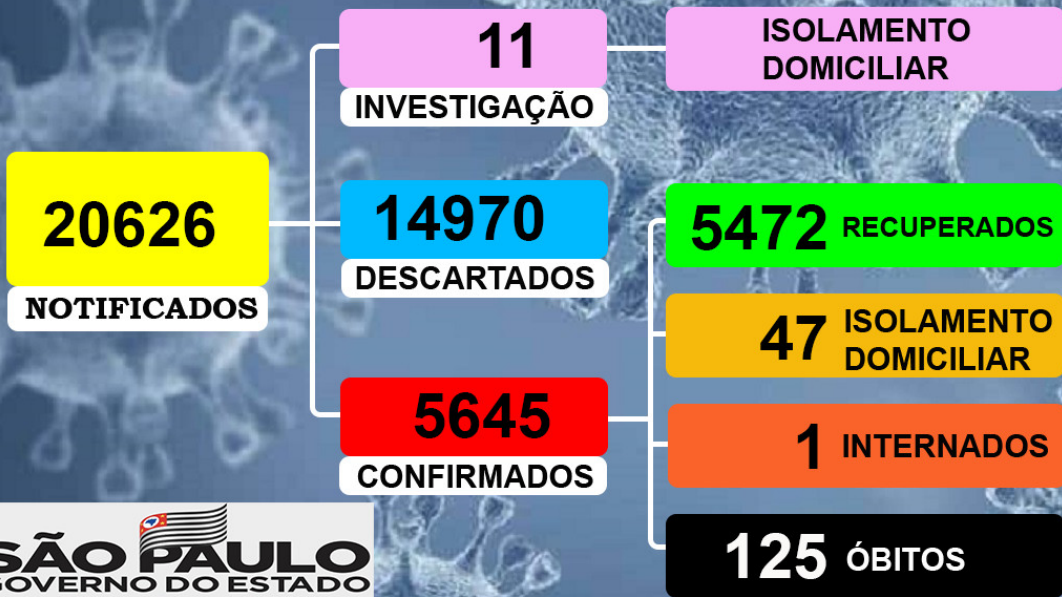 11
INVESTIGAÇÃO
ISOLAMENTO
DOMICILIAR
20626
NOTIFICADOS
14970
DESCARTADOS
5645
CONFIRMADOS
5472 RECUPERADOS
47 ISOLAMENTO
DOMICILIAR
1 INTERNADOS
125 ÓBITOS
SÃO PAULO
GOVERNO DO ESTADO